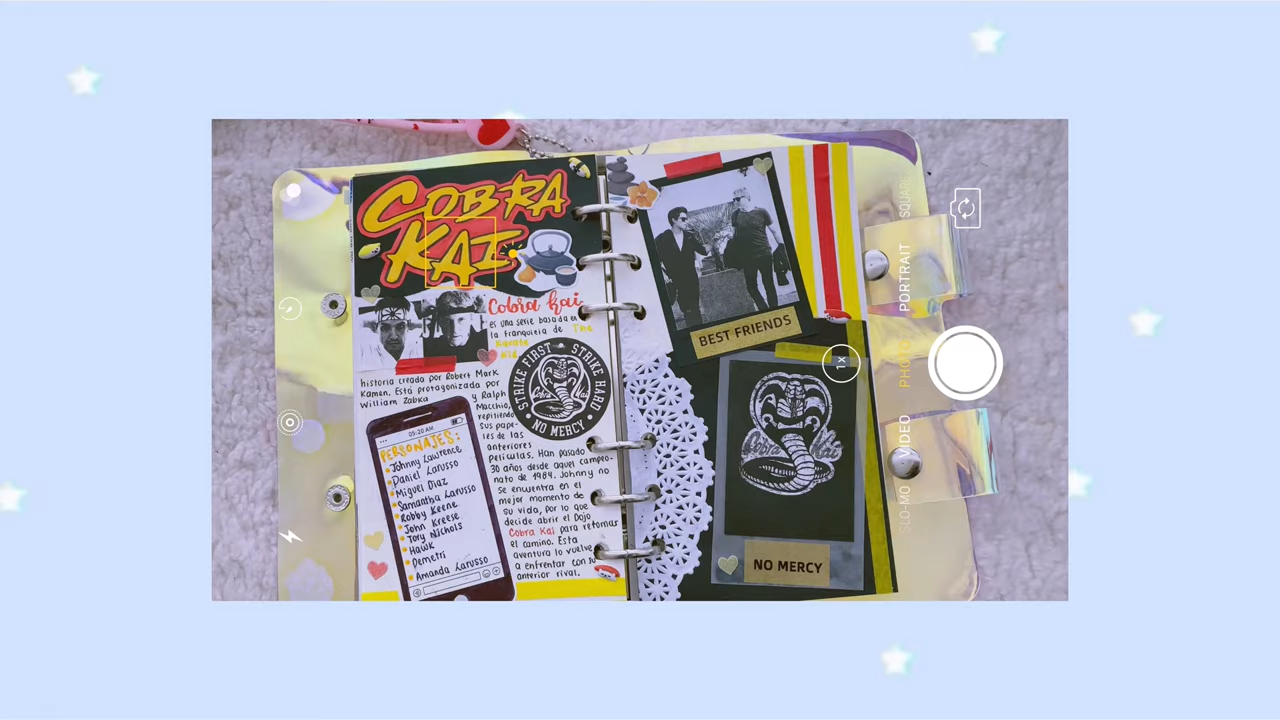 COBRA
KAI
Cobra Kai
es una serie basada en
la franquicia de The
Karate
Kid
historia creada por Robert Mark
Kamen. Está protagonizada por
William Zabka
y Ralph
Macchio,
repitiendo
sus pape-
les de las
anteriores
películas. Han pasado
30 años desde aquel campeo-
nato de 1984. Johnny no
se encuentra en el
mejor momento de
su vida, por lo que
decide abrir el Dojo
Cobra Kai para retomar
el camino. Esta
aventura lo vuelve
a enfrentar con su
anterior rival.
STRIKE FIRST • STRIKE HARD
• NO MERCY •
Cobra Kai
09:20 AM
PERSONAJES:
Johnny Lawrence
Daniel Larusso
Miguel Diaz
Samantha Larusso
Robby Keene
John Kreese
Tory Nichols
Hawk
Demetri
Amanda Larusso
BEST FRIENDS
Cobra Kai
NO MERCY
1×
SLO-MO VIDEO PHOTO PORTRAIT SQUARE